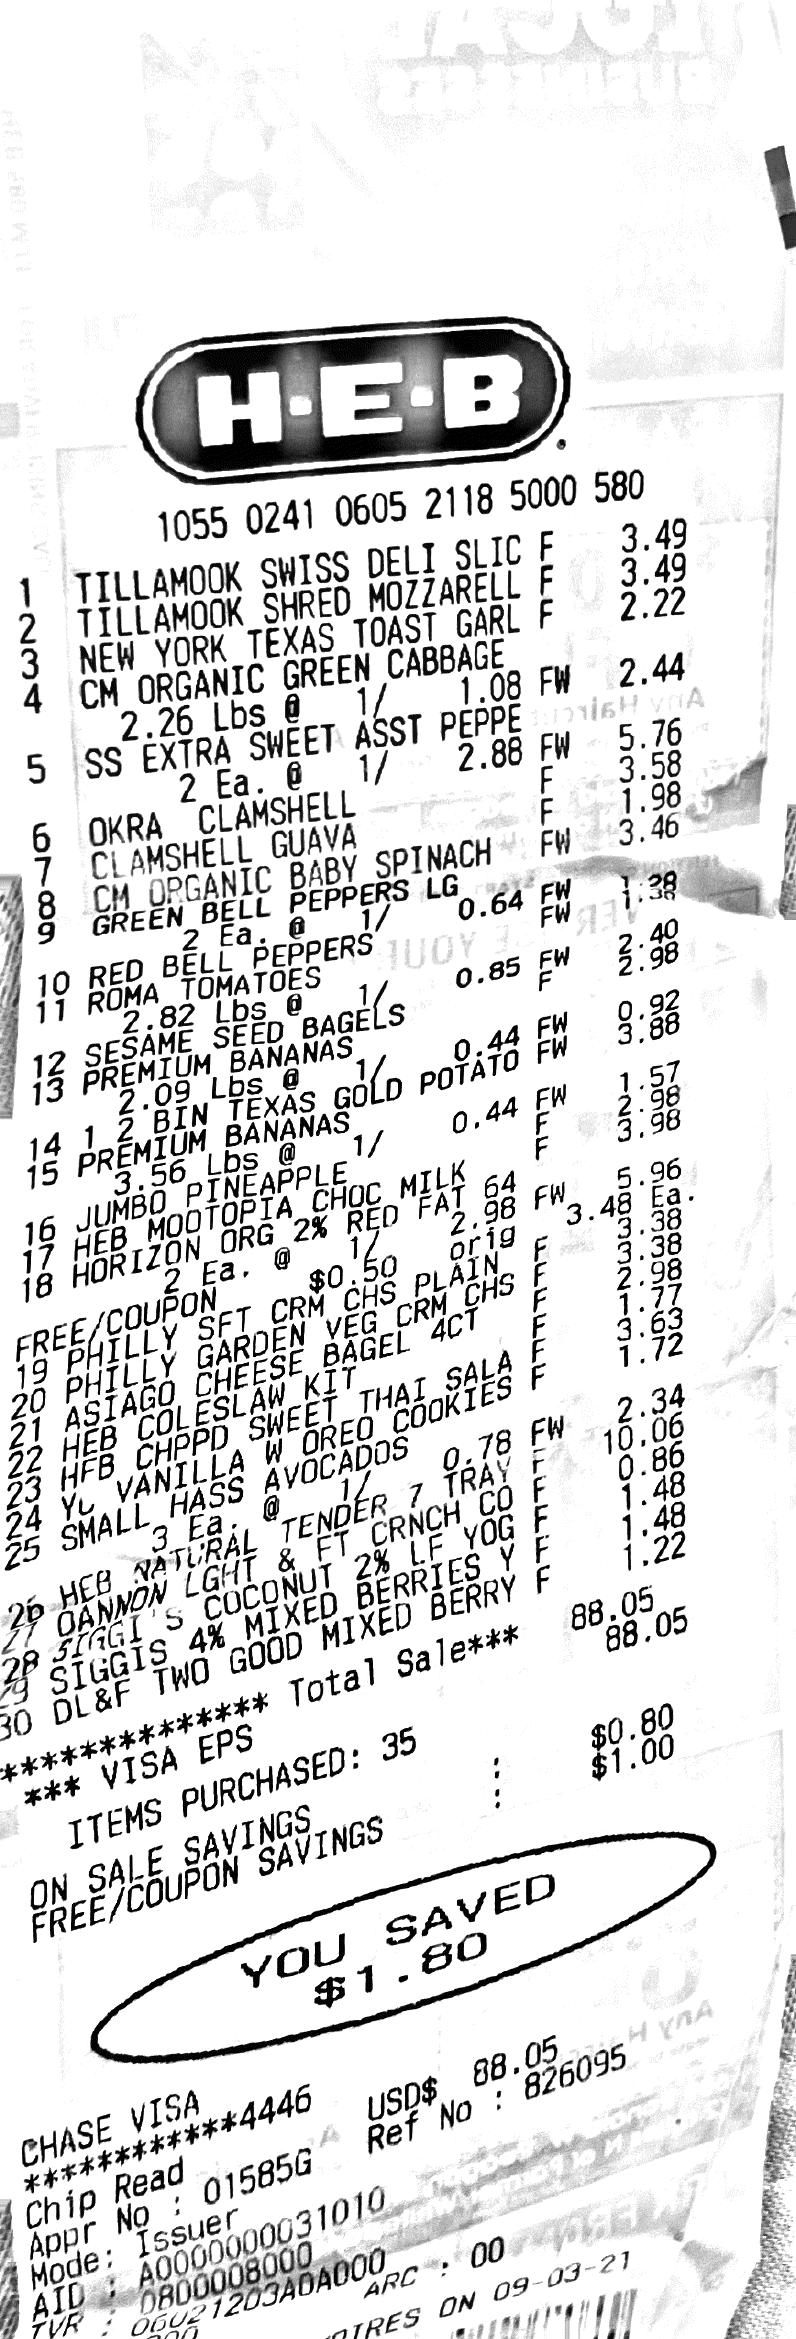 H·E·B
1055 0241 0605 2118 5000 580
1 TILLAMOOK SWISS DELI SLIC F 3.49
2 TILLAMOOK SHRED MOZZARELL F 3.49
3 NEW YORK TEXAS TOAST GARL F 2.22
4 CM ORGANIC GREEN CABBAGE
2.26 Lbs @ 1/ 1.08 FW 2.44
5 SS EXTRA SWEET ASST PEPPE
2 Ea. @ 1/ 2.88 FW 5.76
6 OKRA CLAMSHELL F 3.58
7 CLAMSHELL GUAVA F 1.98
8 CM ORGANIC BABY SPINACH FW 3.46
9 GREEN BELL PEPPERS LG
2 Ea. @ 1/ 0.64 FW 1.28
10 RED BELL PEPPERS FW 1.38
11 ROMA TOMATOES
2.82 Lbs @ 1/ 0.85 FW 2.40
12 SESAME SEED BAGELS F 2.98
13 PREMIUM BANANAS
2.09 Lbs @ 1/ 0.44 FW 0.92
14 1 2 BIN TEXAS GOLD POTATO FW 3.88
15 PREMIUM BANANAS
3.56 Lbs @ 1/ 0.44 FW 1.57
16 JUMBO PINEAPPLE F 2.98
17 HEB MOOTOPIA CHOC MILK F 3.98
18 HORIZON ORG 2% RED FAT 64
2 Ea. @ 1/ 2.98 FW 5.96
FREE/COUPON $0.50 orig 3.48 Ea.
19 PHILLY SFT CRM CHS PLAIN F 3.38
20 PHILLY GARDEN VEG CRM CHS F 3.38
21 ASIAGO CHEESE BAGEL 4CT F 2.98
22 HEB COLESLAW KIT F 1.77
23 HEB CHPPD SWEET THAI SALA F 3.63
24 VANILLA W OREO COOKIES F 1.72
25 SMALL HASS AVOCADOS
3 Ea. @ 1/ 0.78 FW 2.34
26 HEB NATURAL TENDER 7 TRAY F 10.06
27 DANNON LGHT & FT CRNCH CO F 0.86
28 SIGGI'S COCONUT 2% LF YOG F 1.48
29 SIGGIS 4% MIXED BERRIES Y F 1.48
30 DL&F TWO GOOD MIXED BERRY F 1.22
************** Total Sale*** 88.05
*** VISA EPS 88.05
ITEMS PURCHASED: 35
ON SALE SAVINGS : $0.80
FREE/COUPON SAVINGS : $1.00
YOU SAVED
$1.80
CHASE VISA USD$ 88.05
************4446 Ref No : 826095
Chip Read
Appr No : 01585G
Mode: Issuer
AID : A0000000031010
TVR : 0800008000
06021203A0A000 ARC : 00
ON 09-03-21